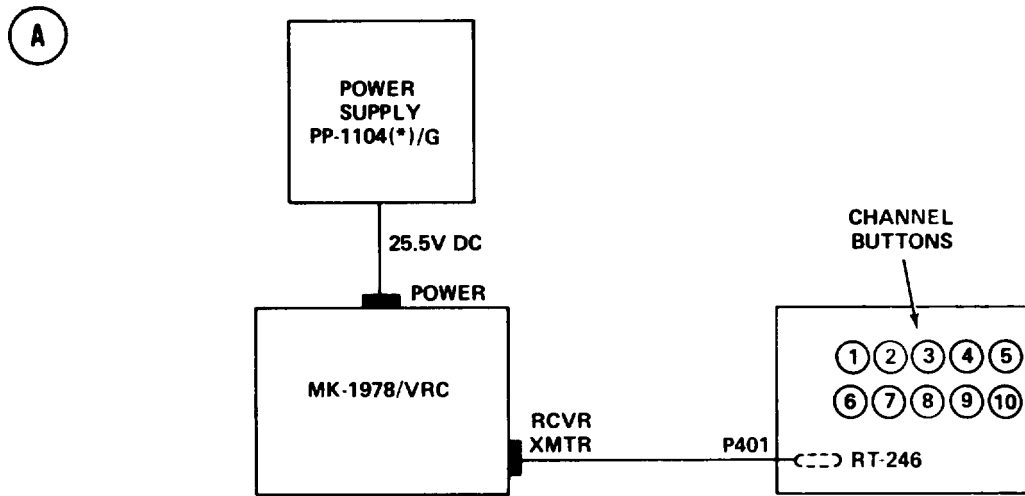 A
POWER
SUPPLY
PP-1104(*)/G
25.5V DC
POWER
MK-1978/VRC
RCVR
XMTR
P401
CHANNEL
BUTTONS
1 2 3 4 5
6 7 8 9 10
RT-246